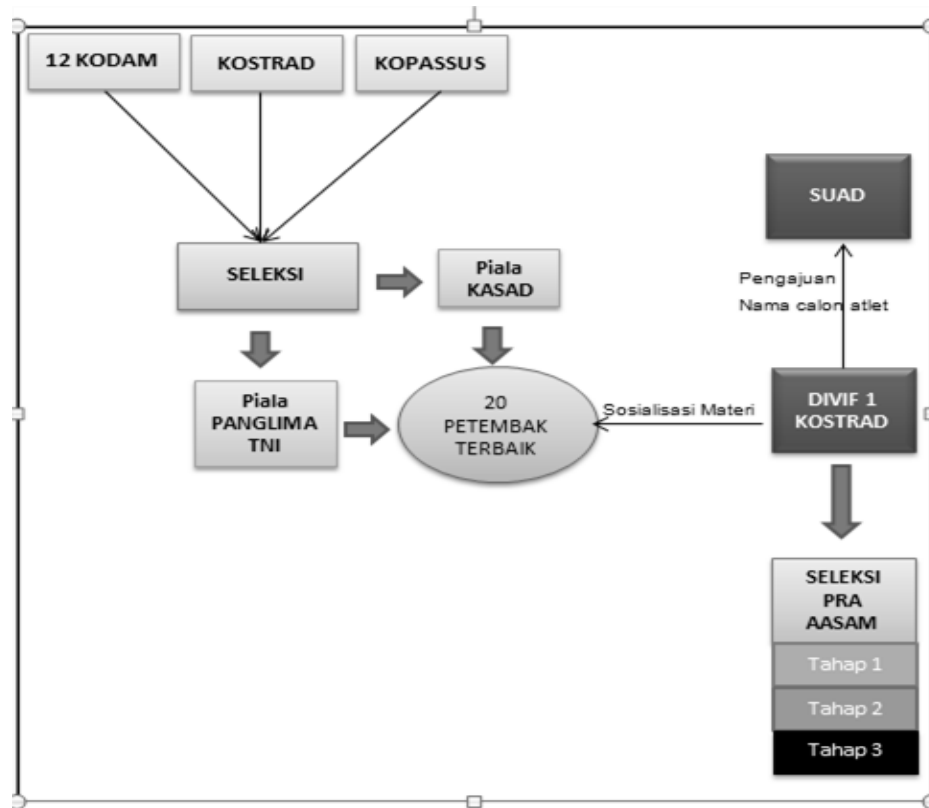 12 KODAM
KOSTRAD
KOPASSUS
SUAD
SELEKSI
Piala
KASAD
Pengajuan
Nama calon atlet
Piala
PANGLIMA
TNI
20
PETEMBAK
TERBAIK
Sosialisasi Materi
DIVIF 1
KOSTRAD
SELEKSI
PRA
AASAM
Tahap 1
Tahap 2
Tahap 3